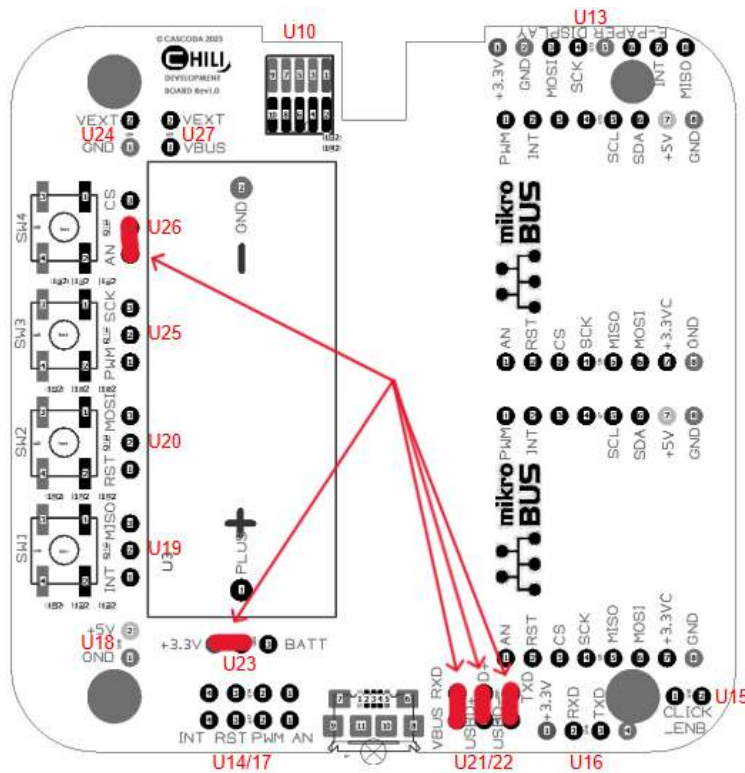 © CASCODA 2023
CHILI
DEVELOPMENT
BOARD Rev1.0
U10
U13
E-PAPER DISPLAY
+3.3V
GND
MOSI
SCK
INT
MISO
VEXT
U24
GND
VEXT
U27
VBUS
PWM
INT
SCL
SDA
+5V
GND
SW4
CS
U26
AN
GND
mikro
BUS
SW3
SCK
U25
PWM
AN
RST
CS
SCK
MISO
MOSI
+3.3VC
GND
SW2
MOSI
U20
RST
PWM
INT
SCL
SDA
+5V
GND
mikro
BUS
SW1
MISO
U19
INT
U3
PLUS
+5V
U18
GND
+3.3V
BATT
U23
AN
RST
CS
SCK
MISO
MOSI
+3.3VC
GND
INT RST PWM AN
U14/17
VBUS RXD
USBD+
USBD-
TXD
U21/22
+3.3V
RXD
TXD
U16
CLICK
_ENB
U15